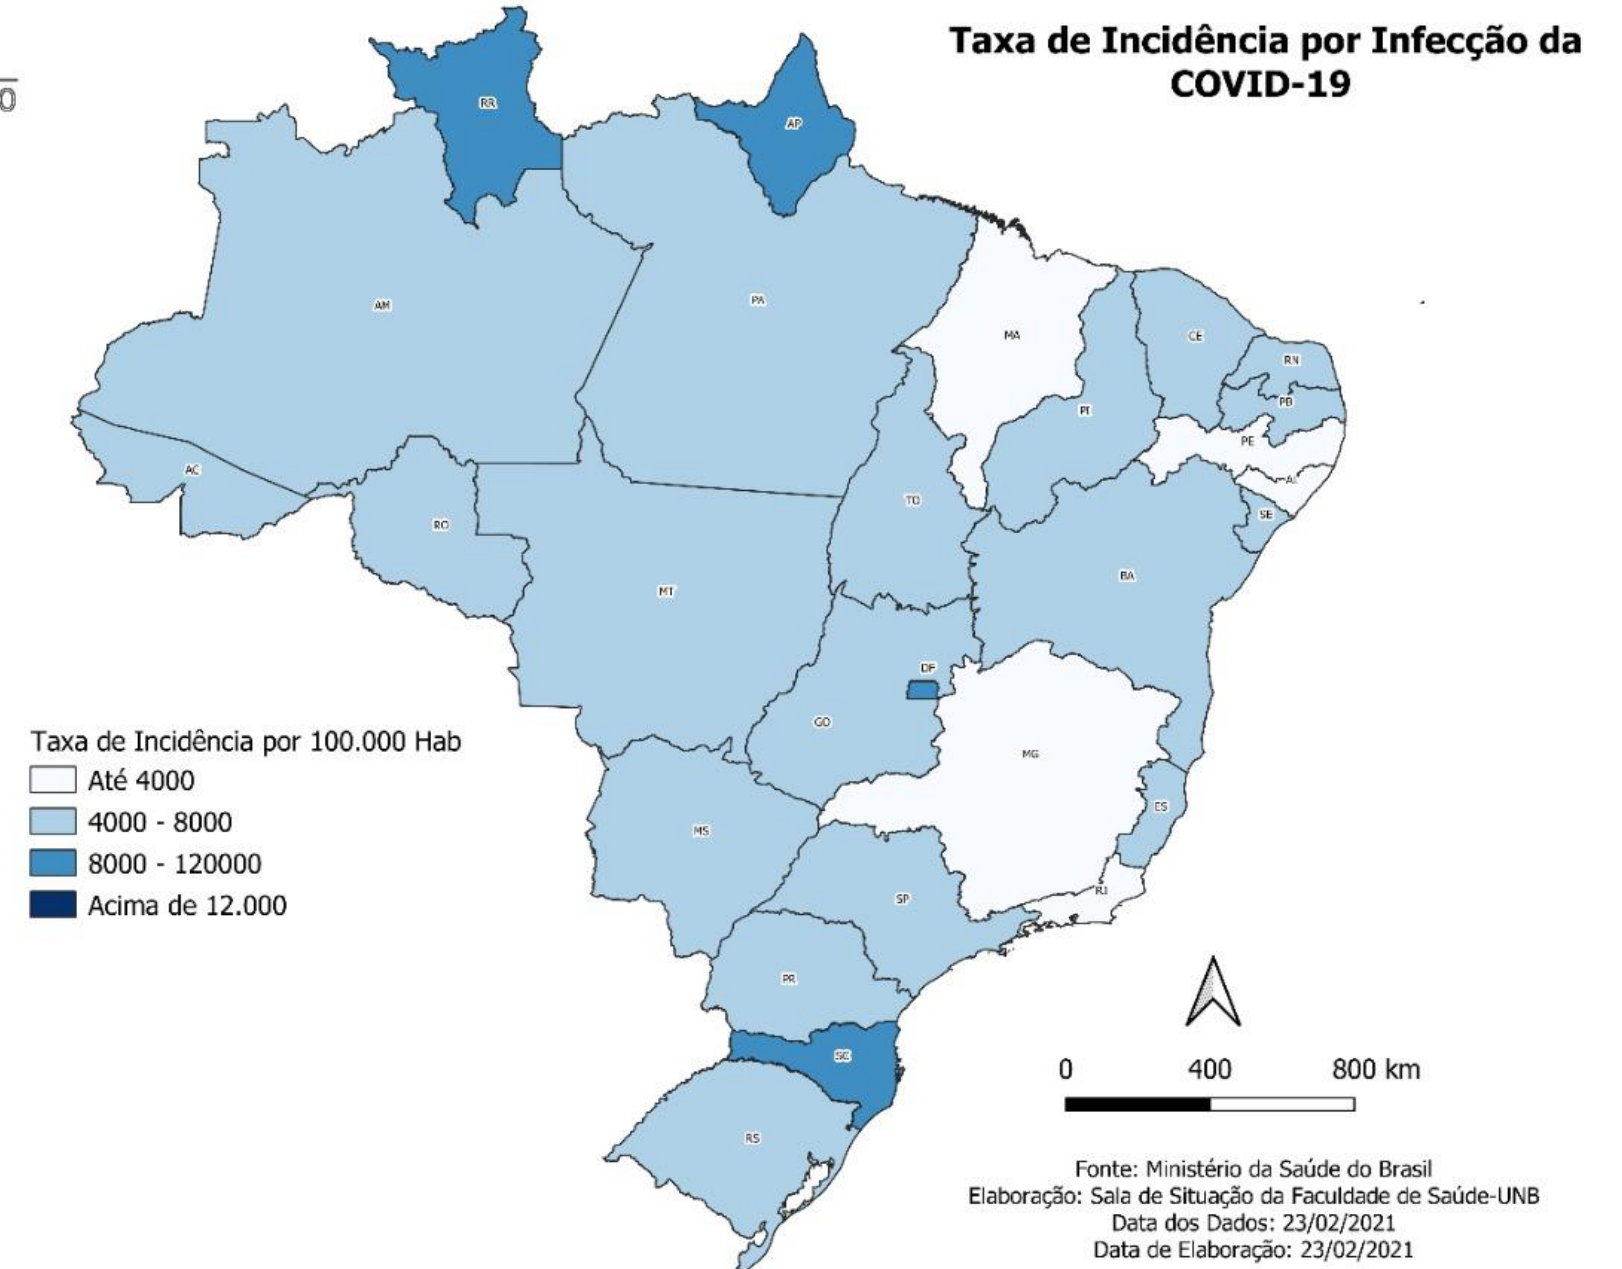 Taxa de Incidência por Infecção da
COVID-19
0
RR
AP
AM
PA
MA
CE
RN
PB
PI
PE
AL
AC
SE
TO
RO
BA
MT
DF
GO
MG
ES
MS
RJ
SP
PR
SC
RS
Taxa de Incidência por 100.000 Hab
Até 4000
4000 - 8000
8000 - 120000
Acima de 12.000
0 400 800 km
Fonte: Ministério da Saúde do Brasil
Elaboração: Sala de Situação da Faculdade de Saúde-UNB
Data dos Dados: 23/02/2021
Data de Elaboração: 23/02/2021